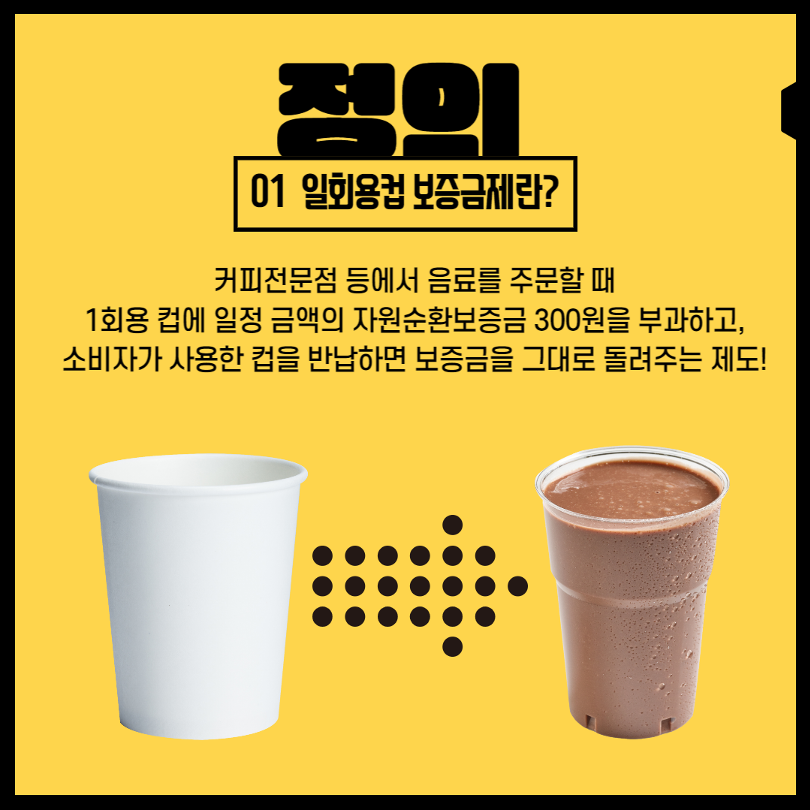 정의
01 일회용컵 보증금제란?
커피전문점 등에서 음료를 주문할 때
1회용 컵에 일정 금액의 자원순환보증금 300원을 부과하고,
소비자가 사용한 컵을 반납하면 보증금을 그대로 돌려주는 제도!